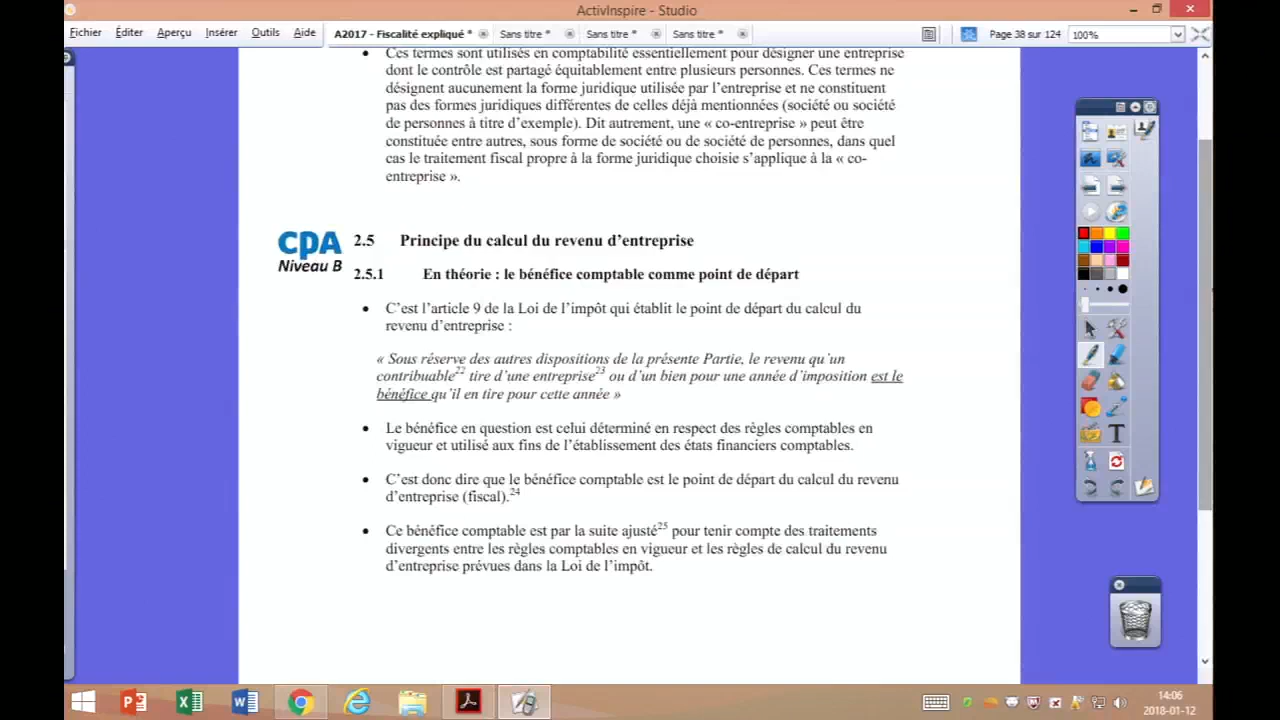 ActivInspire - Studio
Fichier Éditer Aperçu Insérer Outils Aide
A2017 - Fiscalité expliqué * Sans titre * Sans titre * Sans titre *
Page 38 sur 124 100%
• Ces termes sont utilisés en comptabilité essentiellement pour désigner une entreprise
dont le contrôle est partagé équitablement entre plusieurs personnes. Ces termes ne
désignent aucunement la forme juridique utilisée par l’entreprise et ne constituent
pas des formes juridiques différentes de celles déjà mentionnées (société ou société
de personnes à titre d’exemple). Dit autrement, une « co-entreprise » peut être
constituée entre autres, sous forme de société ou de société de personnes, dans quel
cas le traitement fiscal propre à la forme juridique choisie s’applique à la « co-
entreprise ».
CPA
Niveau B
2.5 Principe du calcul du revenu d’entreprise
2.5.1 En théorie : le bénéfice comptable comme point de départ
• C’est l’article 9 de la Loi de l’impôt qui établit le point de départ du calcul du
revenu d’entreprise :
« Sous réserve des autres dispositions de la présente Partie, le revenu qu’un
contribuable22 tire d’une entreprise23 ou d’un bien pour une année d’imposition est le
bénéfice qu’il en tire pour cette année »
• Le bénéfice en question est celui déterminé en respect des règles comptables en
vigueur et utilisé aux fins de l’établissement des états financiers comptables.
• C’est donc dire que le bénéfice comptable est le point de départ du calcul du revenu
d’entreprise (fiscal).24
• Ce bénéfice comptable est par la suite ajusté25 pour tenir compte des traitements
divergents entre les règles comptables en vigueur et les règles de calcul du revenu
d’entreprise prévues dans la Loi de l’impôt.
14:06
2018-01-12